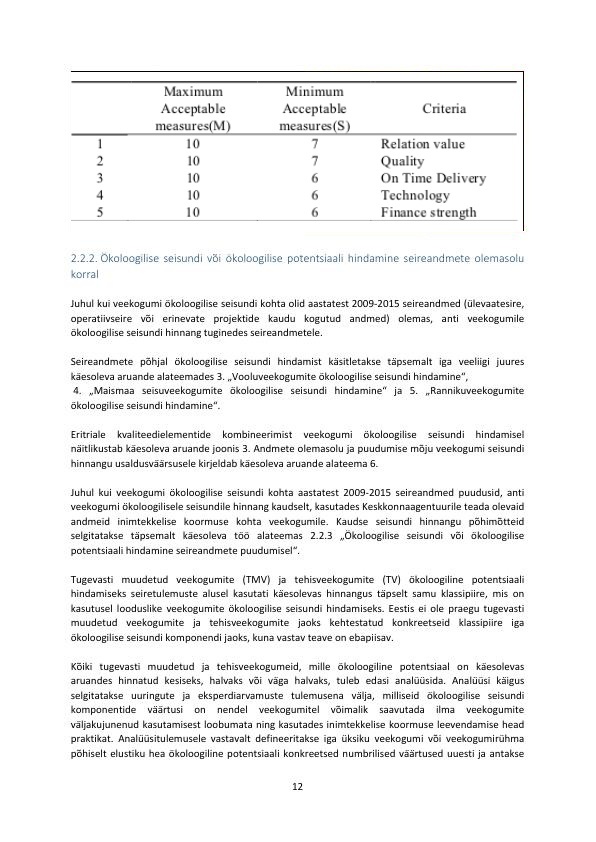 Maximum Acceptable measures(M) Minimum Acceptable measures(S) Criteria
1 10 7 Relation value
2 10 7 Quality
3 10 6 On Time Delivery
4 10 6 Technology
5 10 6 Finance strength
2.2.2. Ökoloogilise seisundi või ökoloogilise potentsiaali hindamine seireandmete olemasolu
korral
Juhul kui veekogumi ökoloogilise seisundi kohta olid aastatest 2009-2015 seireandmed (ülevaatesire,
operatiivseire või erinevate projektide kaudu kogutud andmed) olemas, anti veekogumile
ökoloogilise seisundi hinnang tuginedes seireandmetele.
Seireandmete põhjal ökoloogilise seisundi hindamist käsitletakse täpsemalt iga veeliigi juures
käesoleva aruande alateemades 3. „Vooluveekogumite ökoloogilise seisundi hindamine“,
4. „Maismaa seisuveekogumite ökoloogilise seisundi hindamine“ ja 5. „Rannikuveekogumite
ökoloogilise seisundi hindamine“.
Eritriale kvaliteedielementide kombineerimist veekogumi ökoloogilise seisundi hindamisel
näitlikustab käesoleva aruande joonis 3. Andmete olemasolu ja puudumise mõju veekogumi seisundi
hinnangu usaldusväärsusele kirjeldab käesoleva aruande alateema 6.
Juhul kui veekogumi ökoloogilise seisundi kohta aastatest 2009-2015 seireandmed puudusid, anti
veekogumi ökoloogilisele seisundile hinnang kaudselt, kasutades Keskkonnaagentuurile teada olevaid
andmeid inimtekkelise koormuse kohta veekogumile. Kaudse seisundi hinnangu põhimõtteid
selgitatakse täpsemalt käesoleva töö alateemas 2.2.3 „Ökoloogilise seisundi või ökoloogilise
potentsiaali hindamine seireandmete puudumisel“.
Tugevasti muudetud veekogumite (TMV) ja tehisveekogumite (TV) ökoloogiline potentsiaali
hindamiseks seiretulemuste alusel kasutati käesolevas hinnangus täpselt samu klassipiire, mis on
kasutusel looduslike veekogumite ökoloogilise seisundi hindamiseks. Eestis ei ole praegu tugevasti
muudetud veekogumite ja tehisveekogumite jaoks kehtestatud konkreetseid klassipiire iga
ökoloogilise seisundi komponendi jaoks, kuna vastav teave on ebapiisav.
Kõiki tugevasti muudetud ja tehisveekogumeid, mille ökoloogiline potentsiaal on käesolevas
aruandes hinnatud kesiseks, halvaks või väga halvaks, tuleb edasi analüüsida. Analüüsi käigus
selgitatakse uuringute ja eksperdiarvamuste tulemusena välja, milliseid ökoloogilise seisundi
komponentide väärtusi on nendel veekogumitel võimalik saavutada ilma veekogumite
väljakujunenud kasutamisest loobumata ning kasutades inimtekkelise koormuse leevendamise head
praktikat. Analüüsitulemusele vastavalt defineeritakse iga üksiku veekogumi või veekogumirühma
põhiselt elustiku hea ökoloogiline potentsiaali konkreetsed numbrilised väärtused uuesti ja antakse
12